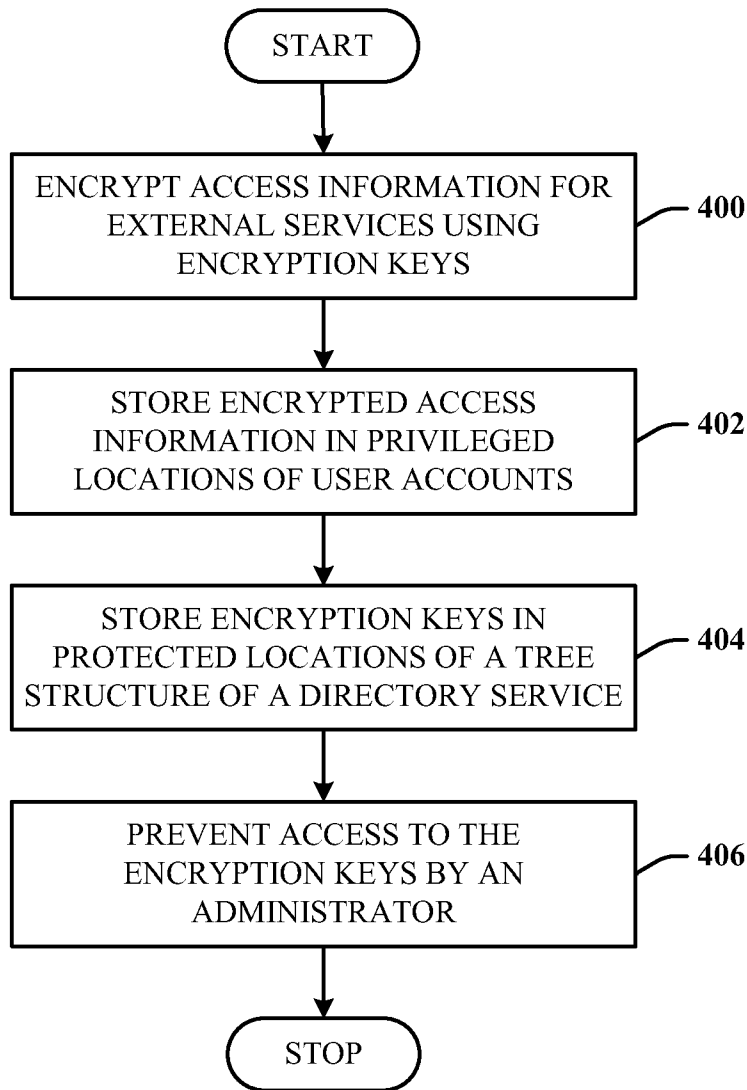 START
ENCRYPT ACCESS INFORMATION FOR
EXTERNAL SERVICES USING
ENCRYPTION KEYS
400
STORE ENCRYPTED ACCESS
INFORMATION IN PRIVILEGED
LOCATIONS OF USER ACCOUNTS
402
STORE ENCRYPTION KEYS IN
PROTECTED LOCATIONS OF A TREE
STRUCTURE OF A DIRECTORY SERVICE
404
PREVENT ACCESS TO THE
ENCRYPTION KEYS BY AN
ADMINISTRATOR
406
STOP